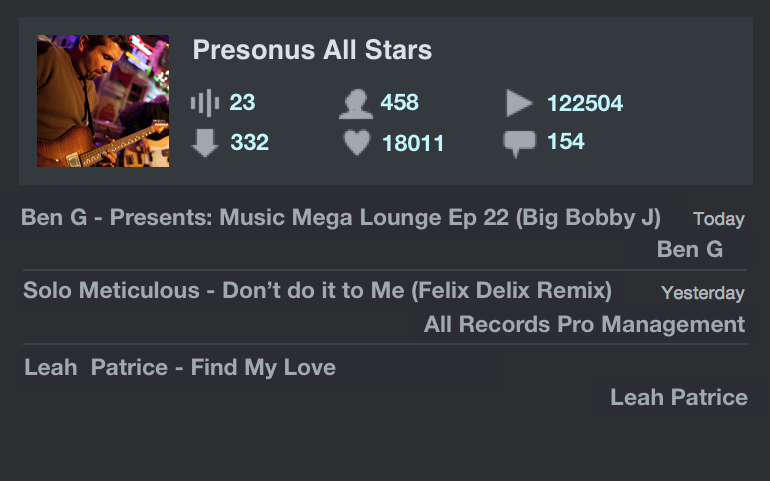 Presonus All Stars
23 458 122504
332 18011 154
Ben G - Presents: Music Mega Lounge Ep 22 (Big Bobby J) Today
Ben G
Solo Meticulous - Don’t do it to Me (Felix Delix Remix) Yesterday
All Records Pro Management
Leah  Patrice - Find My Love
Leah Patrice